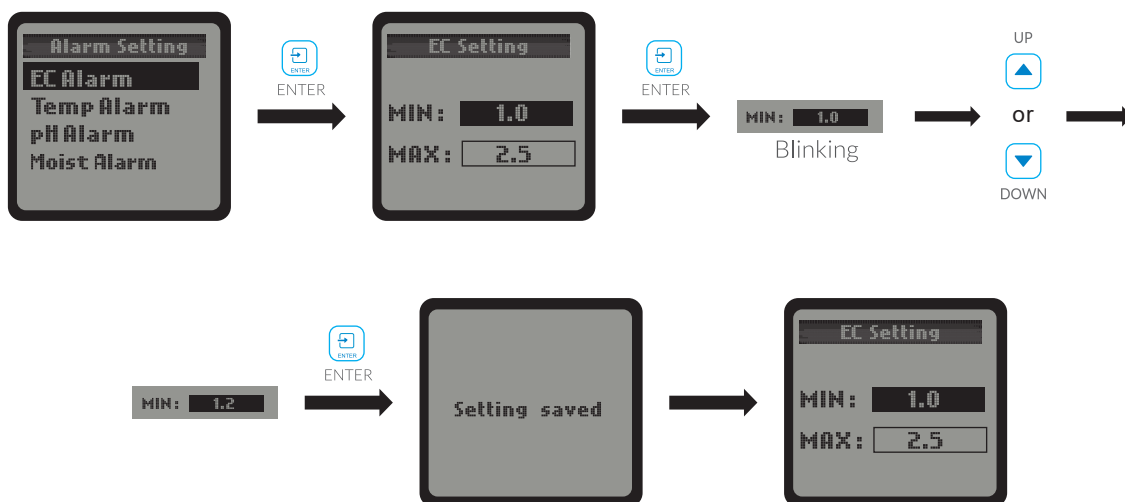 Alarm Setting
EC Alarm
Temp Alarm
pH Alarm
Moist Alarm
ENTER
ENTER
EC Setting
MIN: 1.0
MAX: 2.5
ENTER
ENTER
MIN: 1.0
Blinking
UP
or
DOWN
MIN: 1.2
ENTER
ENTER
Setting saved
EC Setting
MIN: 1.0
MAX: 2.5